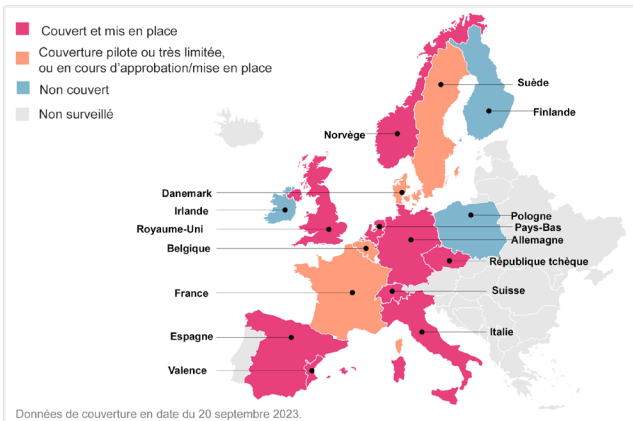 Couvert et mis en place
Couverture pilote ou très limitée,
ou en cours d'approbation/mise en place
Non couvert
Non surveillé
Suède
Finlande
Norvège
Danemark
Irlande
Royaume-Uni
Belgique
Pologne
Pays-Bas
Allemagne
République tchèque
France
Suisse
Espagne
Italie
Valence
Données de couverture en date du 20 septembre 2023.